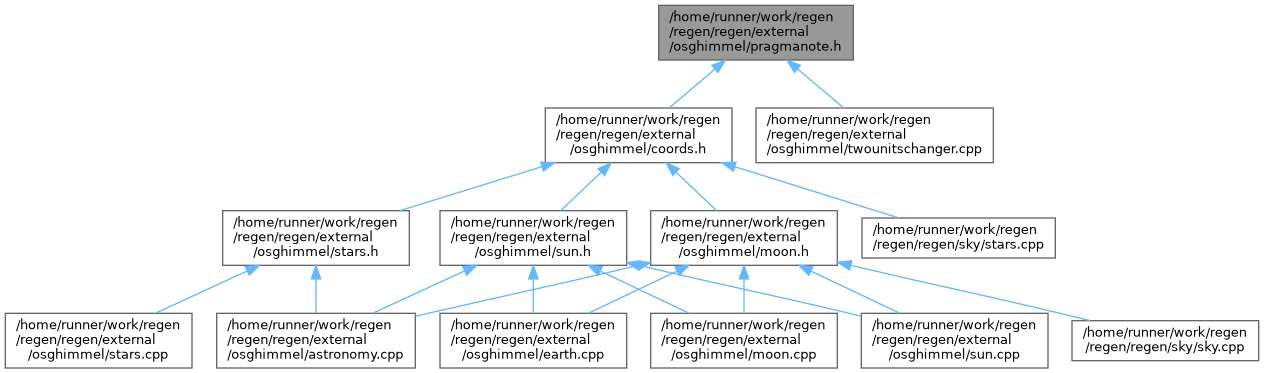 /home/runner/work/regen
/regen/regen/external
/osghimmel/pragmanote.h
/home/runner/work/regen
/regen/regen/external
/osghimmel/coords.h
/home/runner/work/regen
/regen/regen/external
/osghimmel/twounitschanger.cpp
/home/runner/work/regen
/regen/regen/external
/osghimmel/stars.h
/home/runner/work/regen
/regen/regen/external
/osghimmel/sun.h
/home/runner/work/regen
/regen/regen/external
/osghimmel/moon.h
/home/runner/work/regen
/regen/regen/sky/stars.cpp
/home/runner/work/regen
/regen/regen/external
/osghimmel/stars.cpp
/home/runner/work/regen
/regen/regen/external
/osghimmel/astronomy.cpp
/home/runner/work/regen
/regen/regen/external
/osghimmel/earth.cpp
/home/runner/work/regen
/regen/regen/external
/osghimmel/moon.cpp
/home/runner/work/regen
/regen/regen/external
/osghimmel/sun.cpp
/home/runner/work/regen
/regen/regen/sky/sky.cpp